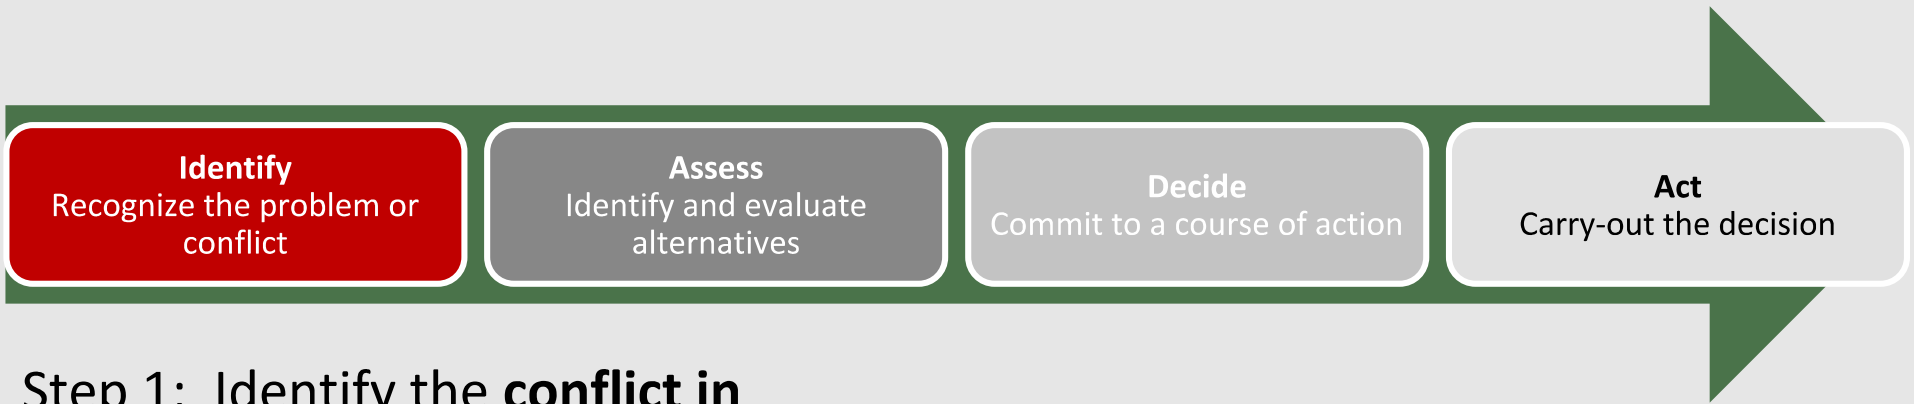 Identify
Recognize the problem or
conflict
Assess
Identify and evaluate
alternatives
Decide
Commit to a course of action
Act
Carry-out the decision
Step 1:  Identify the conflict in